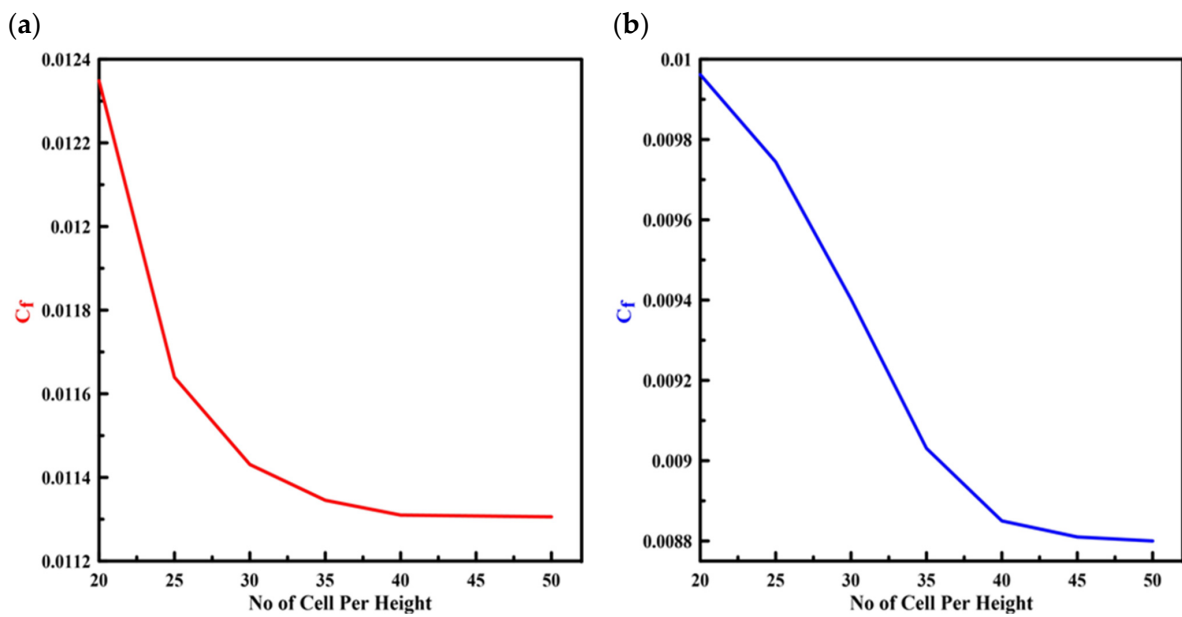 (a)
0.0124
0.0122
0.012
0.0118
0.0116
0.0114
0.0112
Cf
20 25 30 35 40 45 50
No of Cell Per Height
(b)
0.01
0.0098
0.0096
0.0094
0.0092
0.009
0.0088
Cf
20 25 30 35 40 45 50
No of Cell Per Height